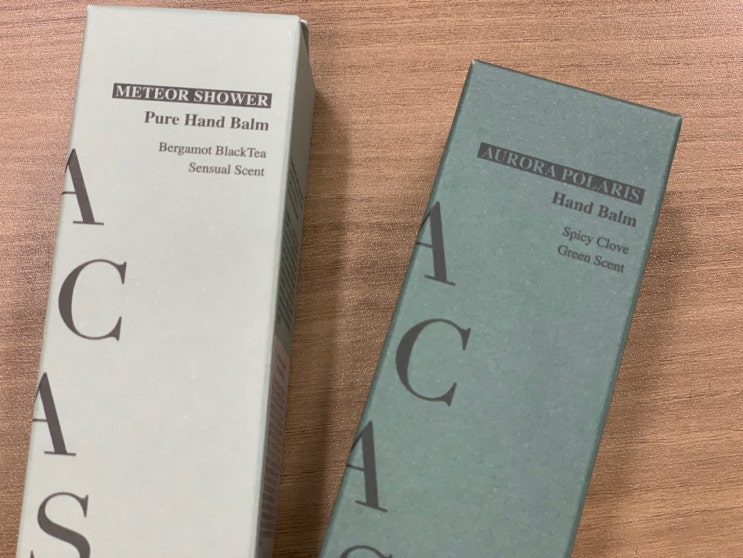 METEOR SHOWER
Pure Hand Balm
Bergamot BlackTea
Sensual Scent
A
C
A
S
AURORA POLARIS
Hand Balm
Spicy Clove
Green Scent
A
C
A
S